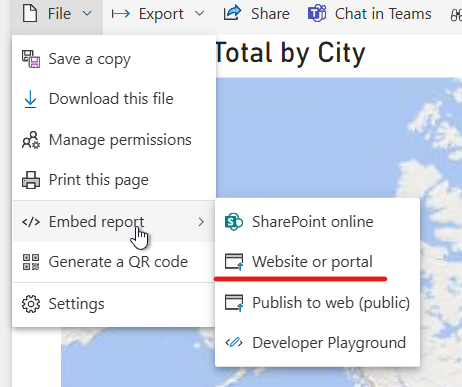 File Export Share Chat in Teams
Total by City
Save a copy
Download this file
Manage permissions
Print this page
Embed report
Generate a QR code
Settings
SharePoint online
Website or portal
Publish to web (public)
Developer Playground